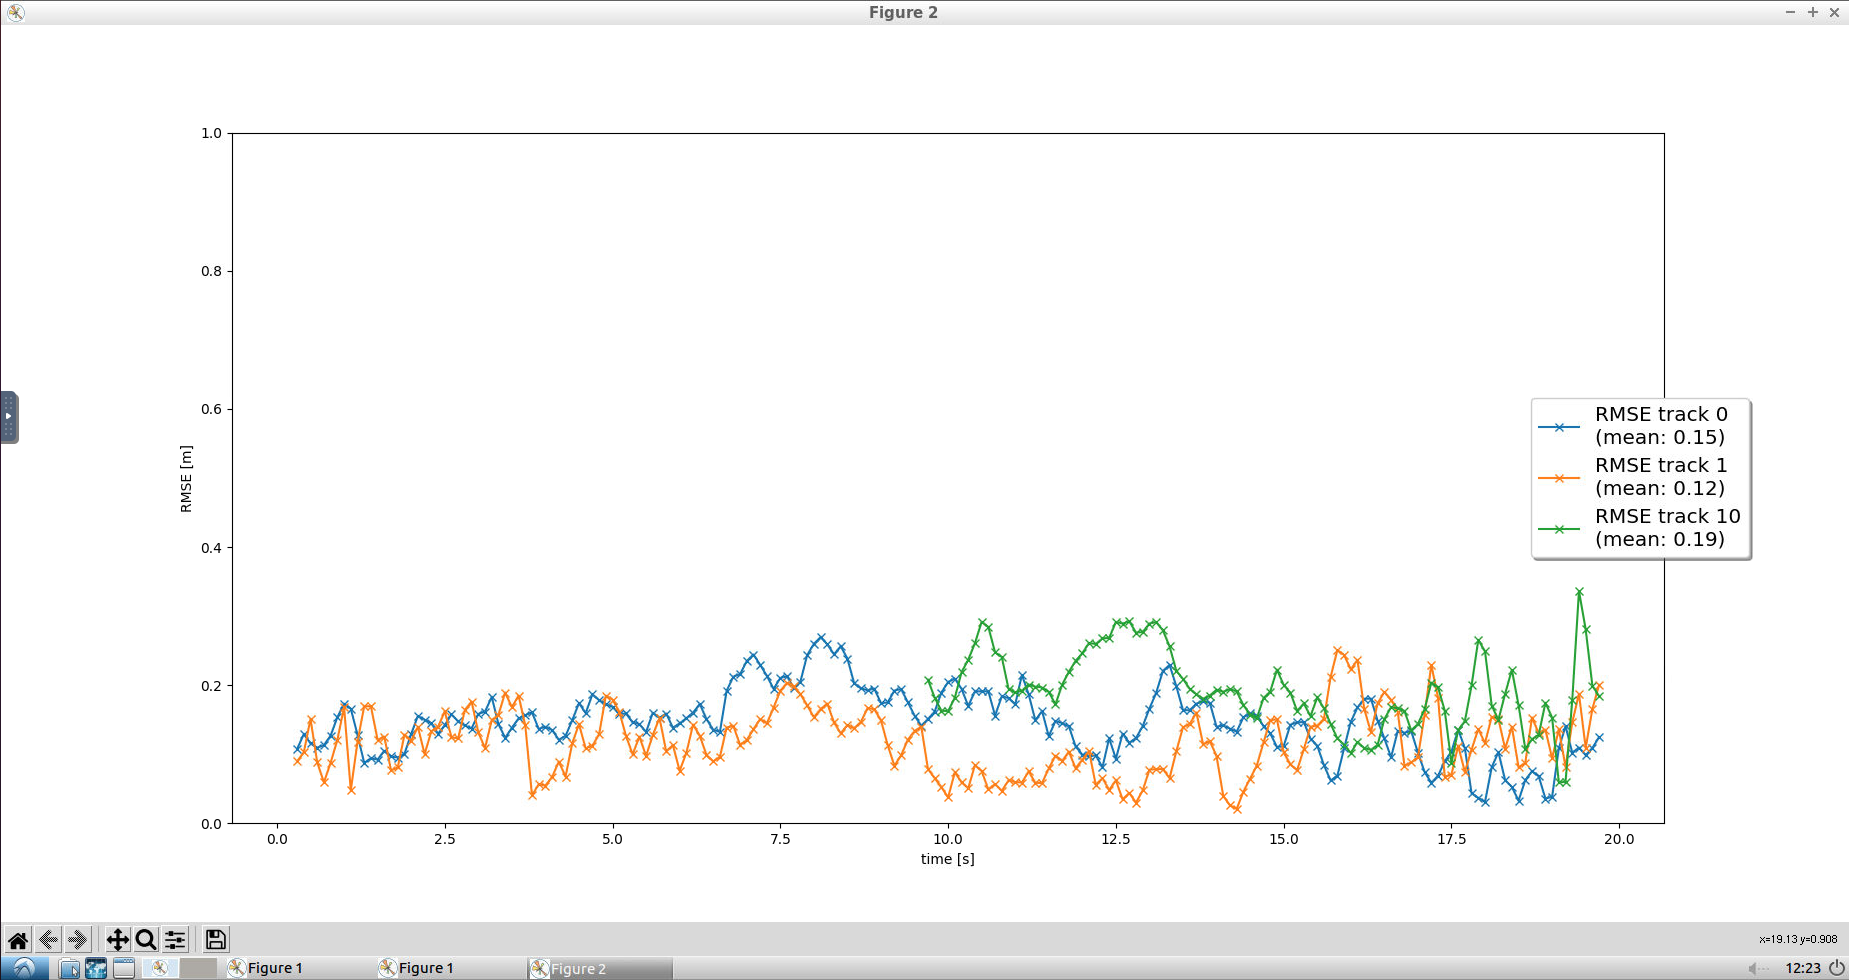 Figure 2
1.0
0.8
0.6
0.4
0.2
0.0
RMSE [m]
0.0 2.5 5.0 7.5 10.0 12.5 15.0 17.5 20.0
time [s]
RMSE track 0
(mean: 0.15)
RMSE track 1
(mean: 0.12)
RMSE track 10
(mean: 0.19)
x=19.13 y=0.908
Figure 1 Figure 1 Figure 2 12:23